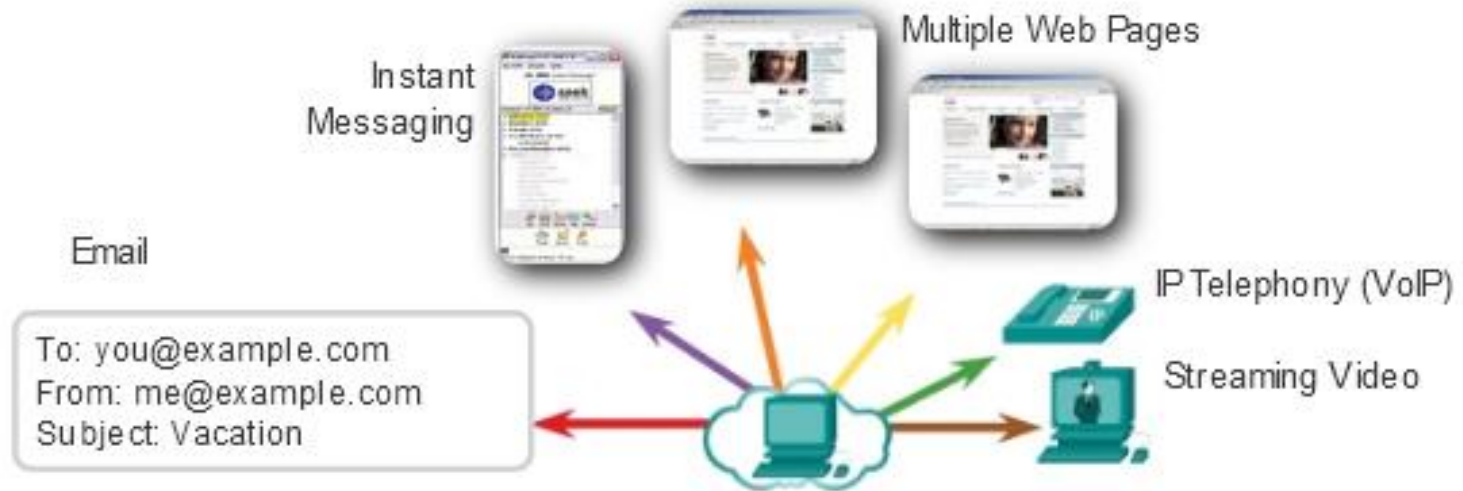 Multiple Web Pages
Instant
Messaging
seek
Email
IP Telephony (VoIP)
To: you@example.com
From: me@example.com
Subject: Vacation
Streaming Video